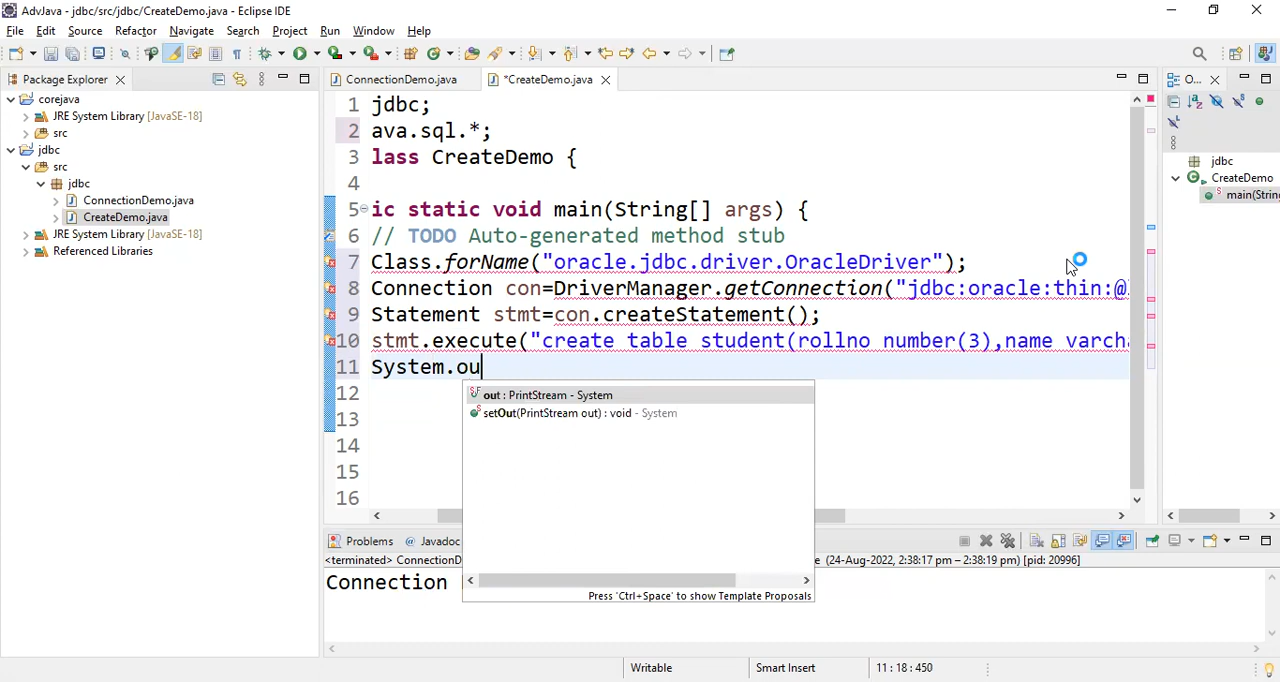 AdvJava - jdbc/src/jdbc/CreateDemo.java - Eclipse IDE
File Edit Source Refactor Navigate Search Project Run Window Help
Package Explorer
ConnectionDemo.java
*CreateDemo.java
O...
corejava
JRE System Library [JavaSE-18]
src
jdbc
src
jdbc
ConnectionDemo.java
CreateDemo.java
JRE System Library [JavaSE-18]
Referenced Libraries
1 jdbc;
2 ava.sql.*;
3 lass CreateDemo {
4
5 ic static void main(String[] args) {
6 // TODO Auto-generated method stub
7 Class.forName("oracle.jdbc.driver.OracleDriver");
8 Connection con=DriverManager.getConnection("jdbc:oracle:thin:@
9 Statement stmt=con.createStatement();
10 stmt.execute("create table student(rollno number(3),name varcha
11 System.ou
12
13
14
15
16
out : PrintStream - System
setOut(PrintStream out) : void - System
Press 'Ctrl+Space' to show Template Proposals
jdbc
CreateDemo
main(Strin
Problems @ Javadoc
<terminated> ConnectionD
e (24-Aug-2022, 2:38:17 pm – 2:38:19 pm) [pid: 20996]
Connection
Writable Smart Insert 11 : 18 : 450